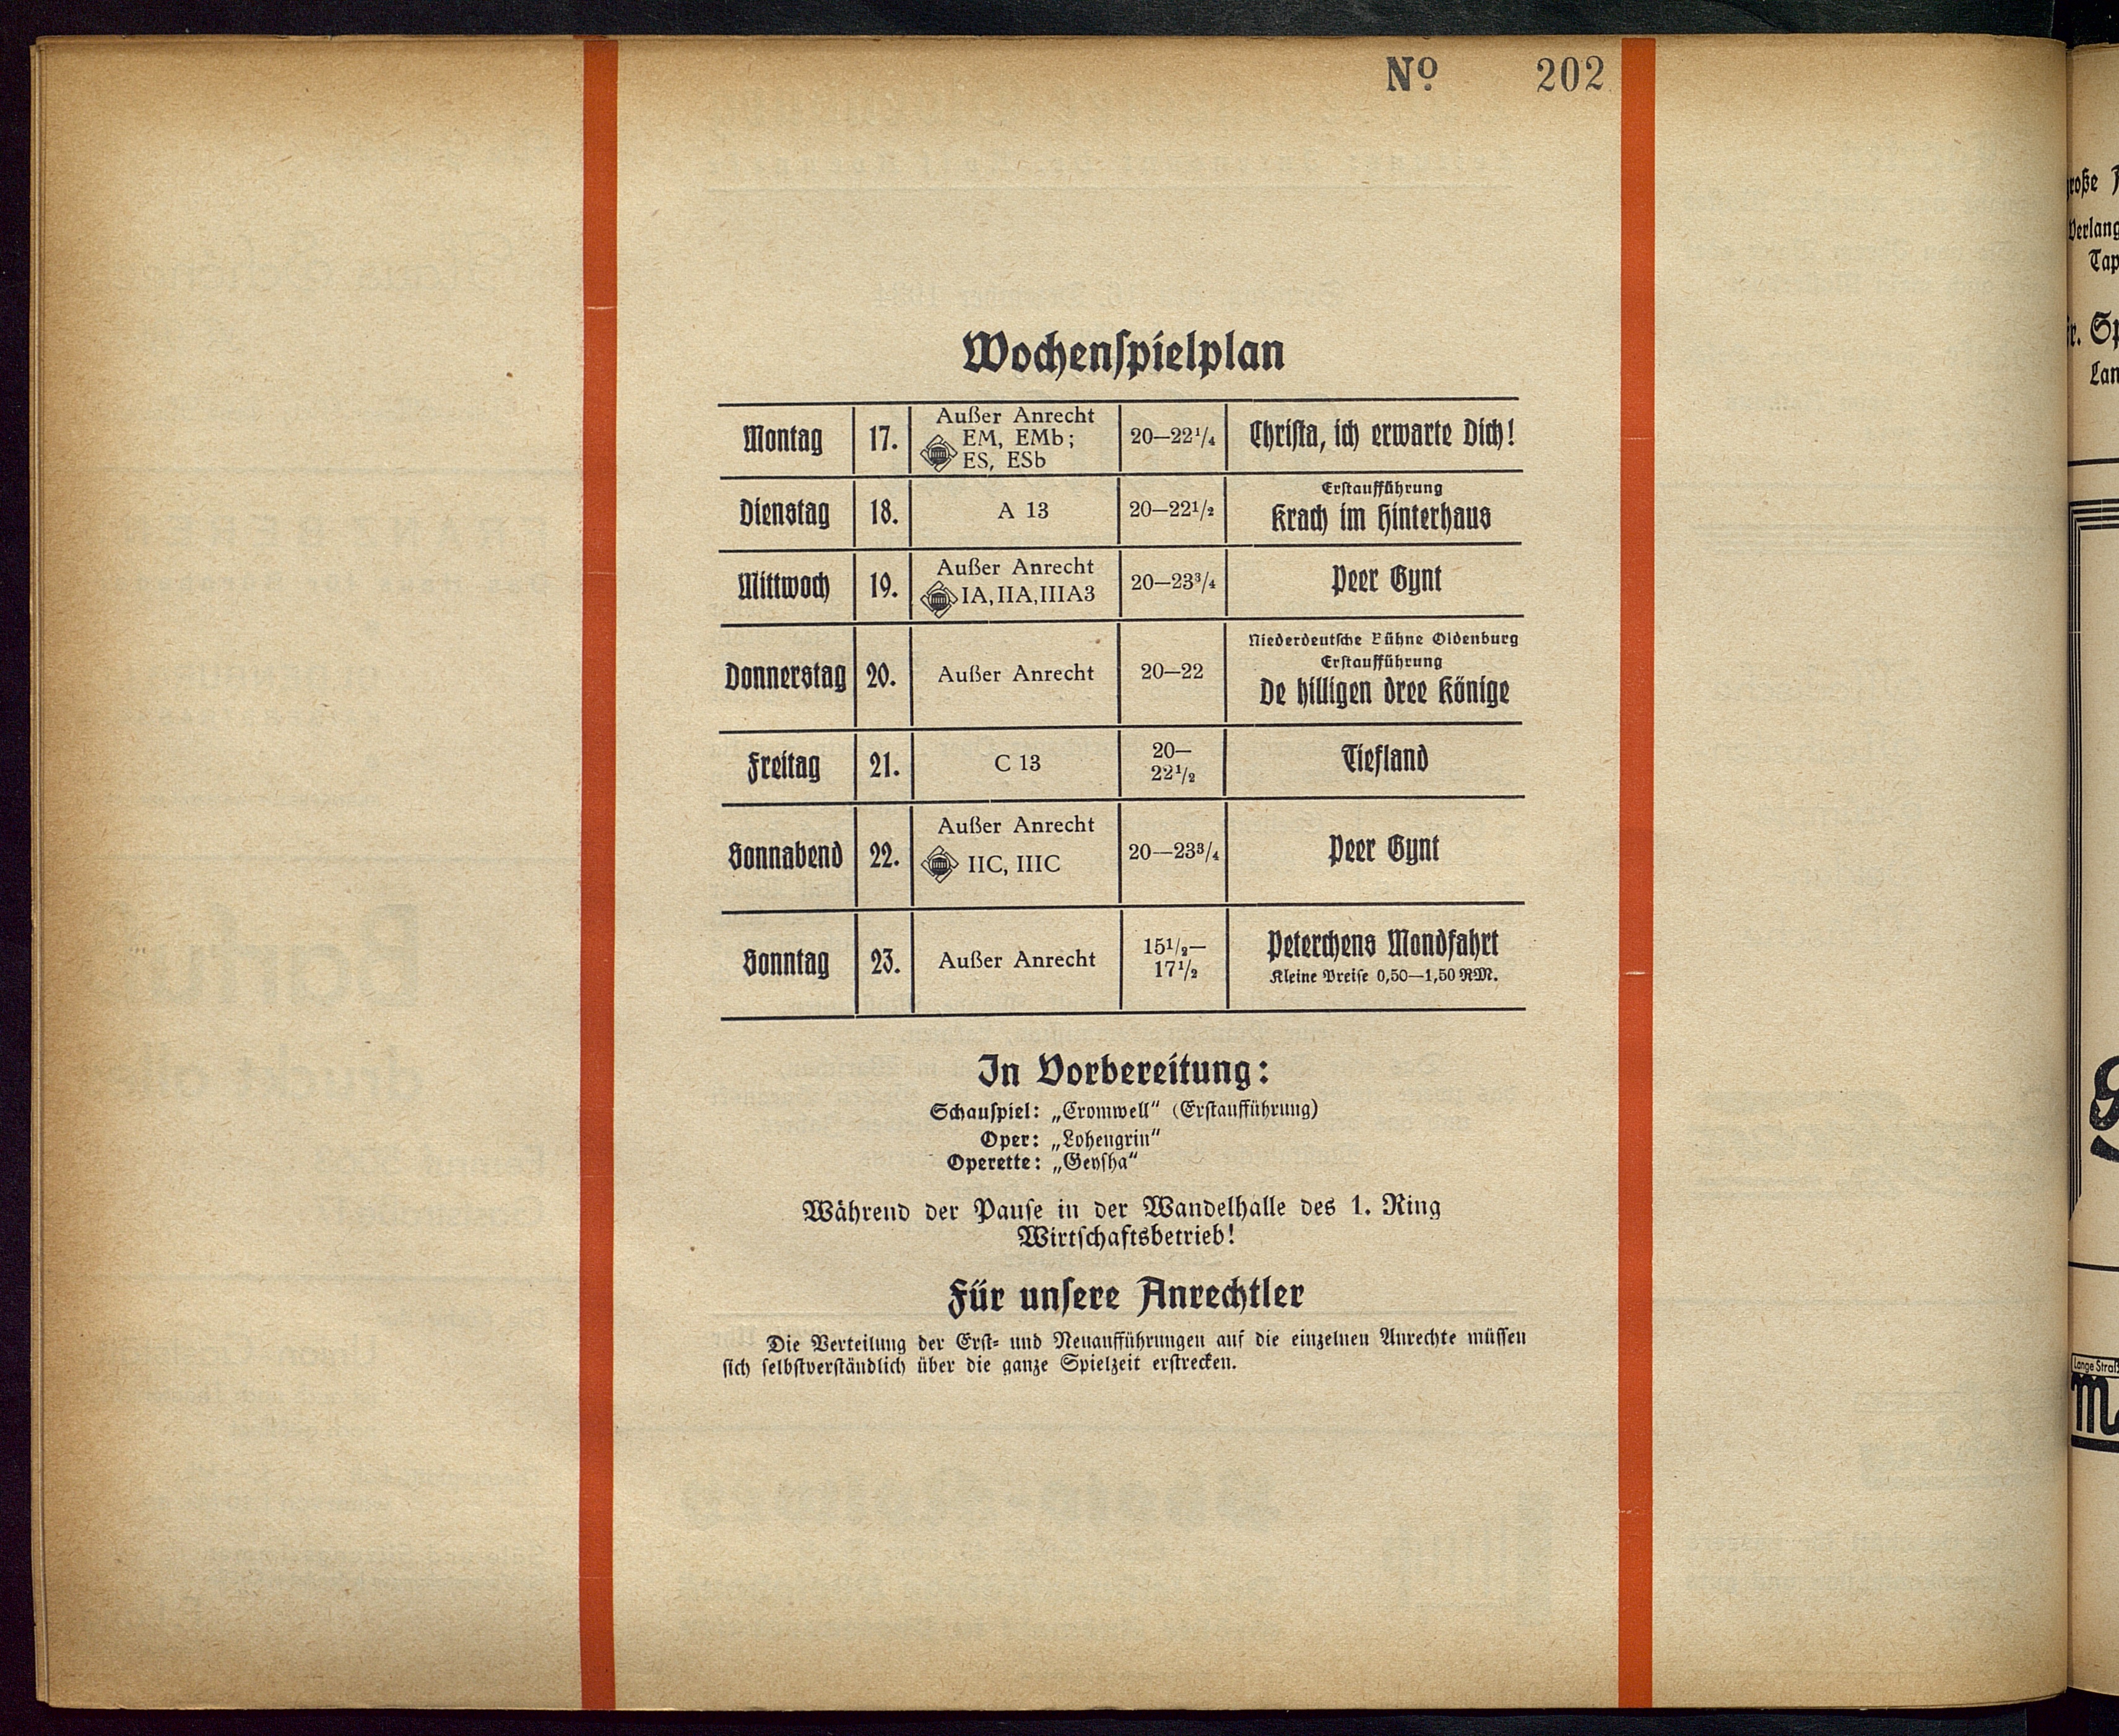 No 202
Wochenspielplan
Montag 17. Außer Anrecht EM, EMb; ES, ESb 20—22¹/₄ Christa, ich erwarte Dich!
Dienstag 18. A 13 20—22¹/₂ Erstaufführung Krach im Hinterhaus
Mittwoch 19. Außer Anrecht IA, IIA, IIIA3 20—23³/₄ Peer Gynt
Donnerstag 20. Außer Anrecht 20—22 Niederdeutsche Bühne Oldenburg Erstaufführung De hilligen dree Könige
Freitag 21. C 13 20—22¹/₂ Tiefland
Sonnabend 22. Außer Anrecht IIC, IIIC 20—23³/₄ Peer Gynt
Sonntag 23. Außer Anrecht 15¹/₂—17¹/₂ Peterchens Mondfahrt Kleine Preise 0,50—1,50 RM.
In Vorbereitung:
Schauspiel: „Cromwell“ (Erstaufführung)
Oper: „Lohengrin“
Operette: „Geysha“
Während der Pause in der Wandelhalle des 1. Ring
Wirtschaftsbetrieb!
Für unsere Anrechtler
Die Verteilung der Erst- und Neuaufführungen auf die einzelnen Anrechte müssen
sich selbstverständlich über die ganze Spielzeit erstrecken.